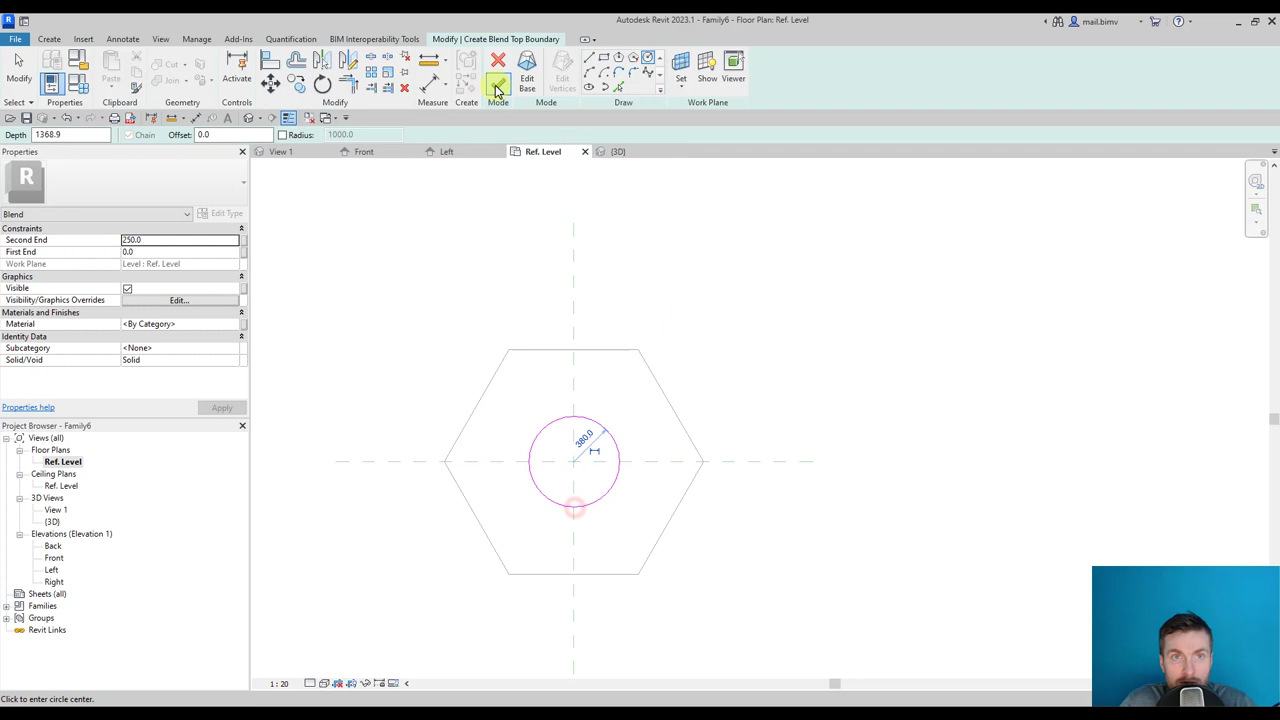 Autodesk Revit 2023.1 - Family6 - Floor Plan: Ref. Level
mail.bimv
File Create Insert Annotate View Manage Add-Ins Quantification BIM Interoperability Tools Modify | Create Blend Top Boundary
Modify Paste Cut Join Activate Edit Base Edit Vertices Set Show Viewer
Select Properties Clipboard Geometry Controls Modify Measure Create Mode Mode Draw Work Plane
Depth 1368.9 Chain Offset: 0.0 Radius: 1000.0
Properties
View 1 Front Left Ref. Level {3D}
R
Blend Edit Type
Constraints
Second End 250.0
First End 0.0
Work Plane Level : Ref. Level
Graphics
Visible
Visibility/Graphics Overrides Edit...
Materials and Finishes
Material <By Category>
Identity Data
Subcategory <None>
Solid/Void Solid
Properties help Apply
Project Browser - Family6
Views (all)
Floor Plans
Ref. Level
Ceiling Plans
Ref. Level
3D Views
View 1
{3D}
Elevations (Elevation 1)
Back
Front
Left
Right
Sheets (all)
Families
Groups
Revit Links
380.0
1 : 20
Click to enter circle center.